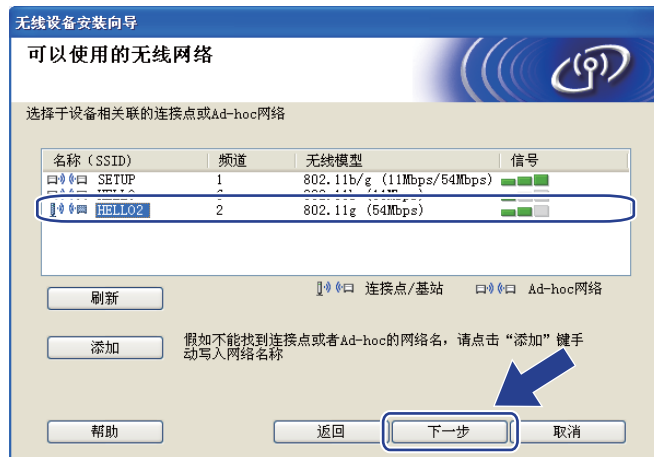 无线设备安装向导
可以使用的无线网络
选择于设备相关联的连接点或Ad-hoc网络
名称（SSID） 频道 无线模型 信号
SETUP 1 802.11b/g (11Mbps/54Mbps)
HELLO2 2 802.11g (54Mbps)
连接点/基站 Ad-hoc网络
刷新
添加 假如不能找到连接点或者Ad-hoc的网络名，请点击“添加”键手
动写入网络名称
帮助 返回 下一步 取消